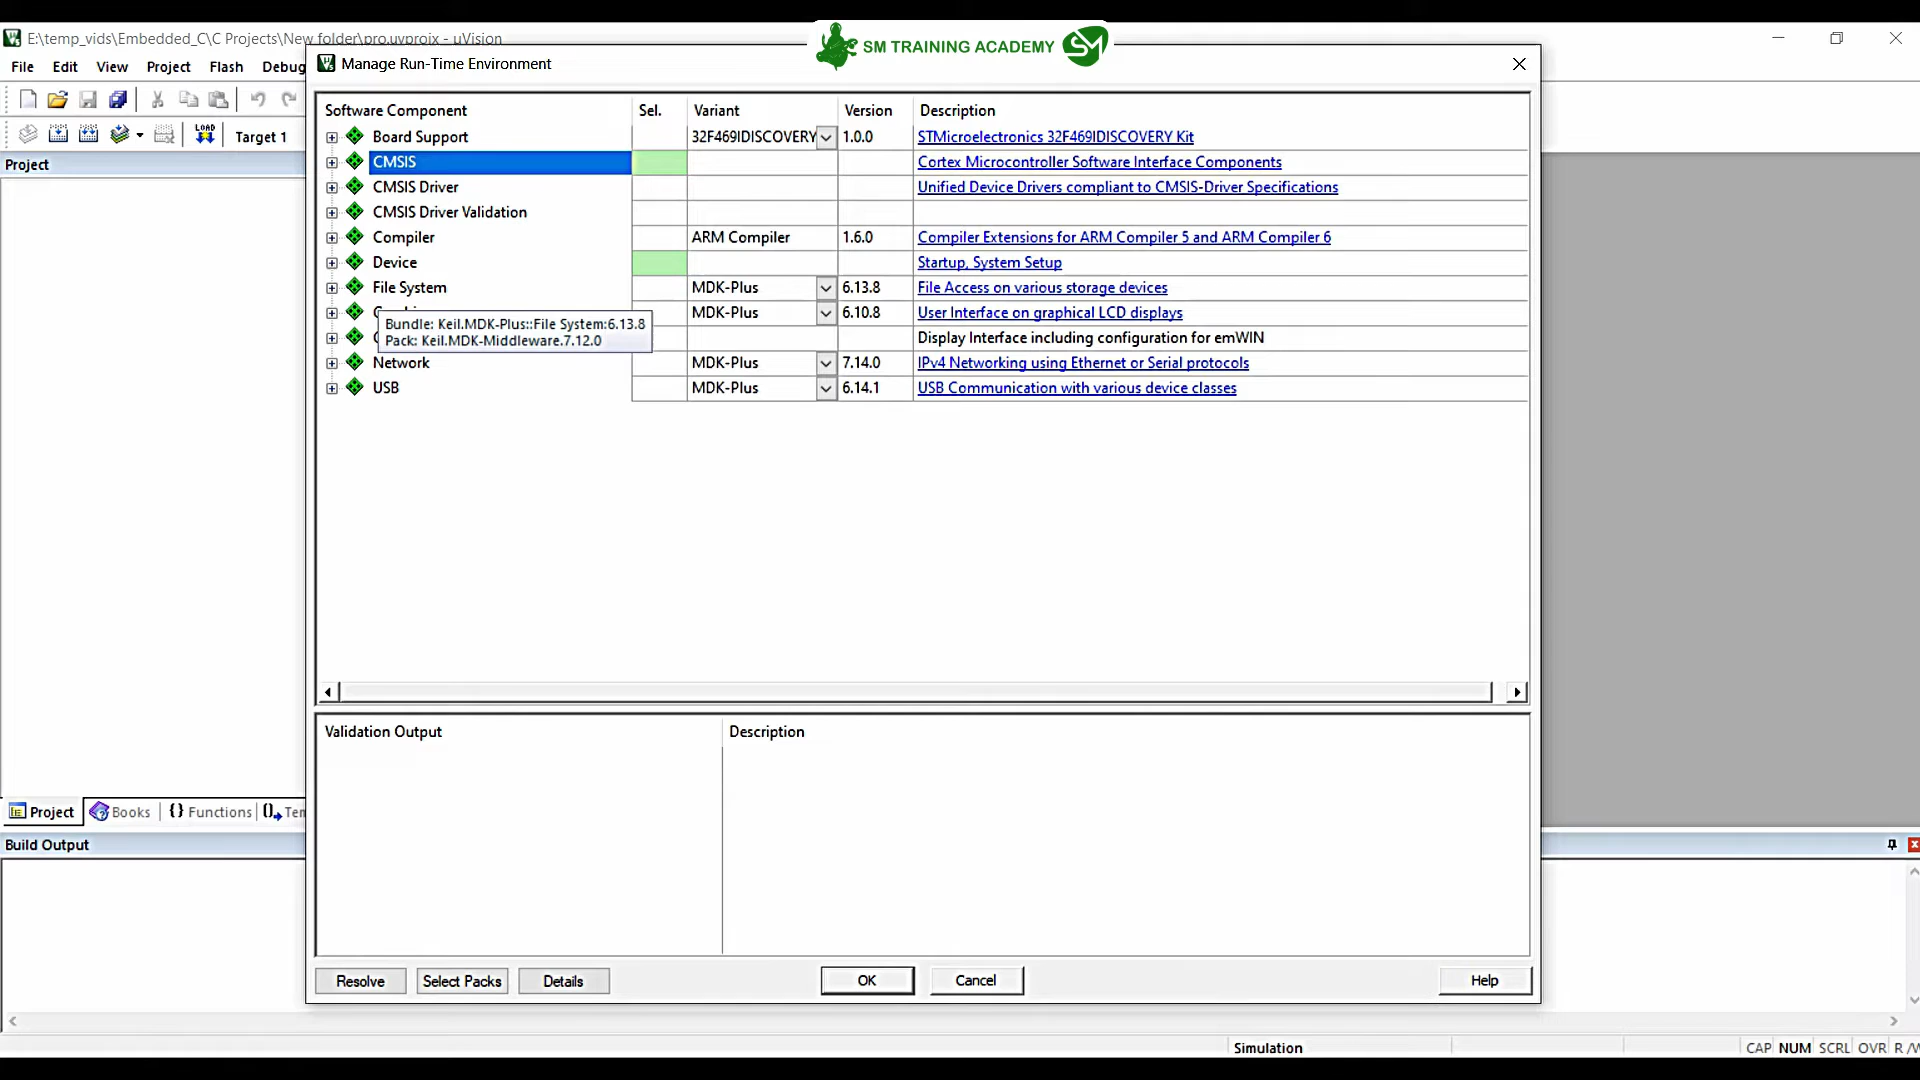 SM TRAINING ACADEMY SM
E:\temp_vids\Embedded_C\C Projects\New folder\pro.uvprojx - µVision
File Edit View Project Flash Debug
Target 1
Project
Manage Run-Time Environment
Software Component Sel. Variant Version Description
Board Support 32F469IDISCOVERY 1.0.0 STMicroelectronics 32F469IDISCOVERY Kit
CMSIS Cortex Microcontroller Software Interface Components
CMSIS Driver Unified Device Drivers compliant to CMSIS-Driver Specifications
CMSIS Driver Validation
Compiler ARM Compiler 1.6.0 Compiler Extensions for ARM Compiler 5 and ARM Compiler 6
Device Startup, System Setup
File System MDK-Plus 6.13.8 File Access on various storage devices
MDK-Plus 6.10.8 User Interface on graphical LCD displays
Bundle: Keil.MDK-Plus::File System:6.13.8
Pack: Keil.MDK-Middleware.7.12.0
Display Interface including configuration for emWIN
Network MDK-Plus 7.14.0 IPv4 Networking using Ethernet or Serial protocols
USB MDK-Plus 6.14.1 USB Communication with various device classes
Validation Output Description
Resolve Select Packs Details OK Cancel Help
Project Books {} Functions Tem
Build Output
Simulation CAP NUM SCRL OVR R/W